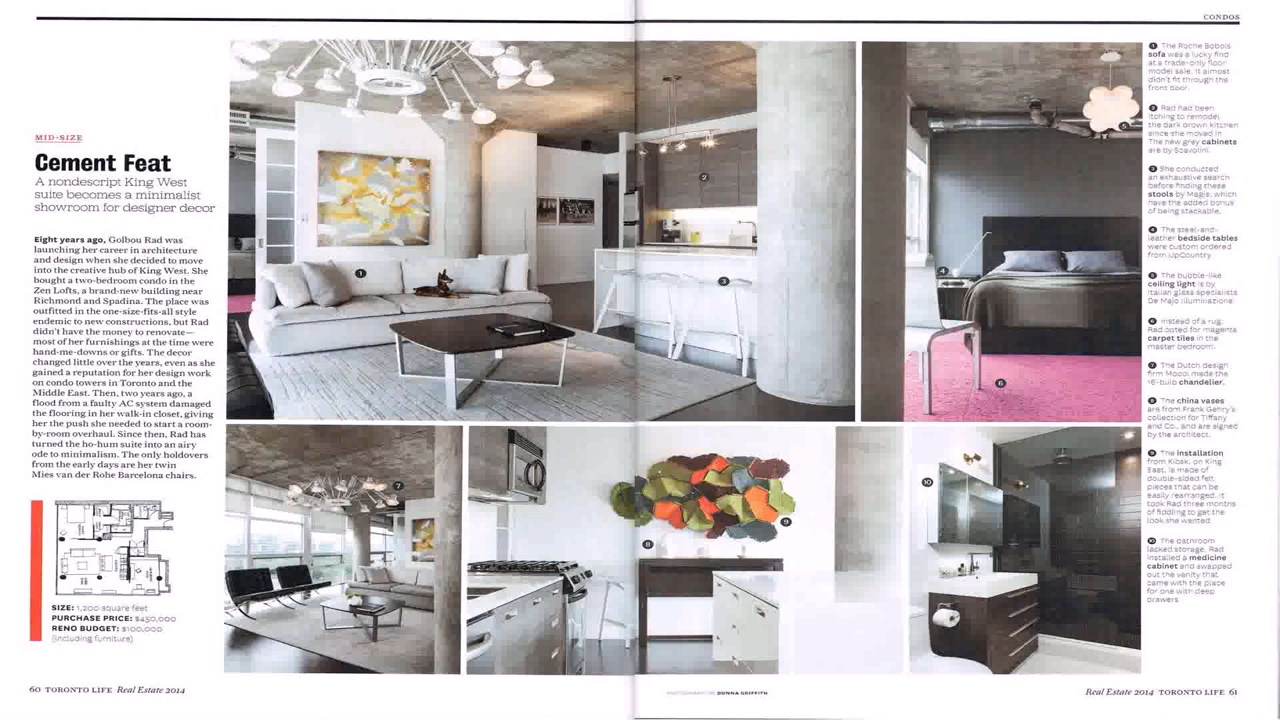 CONDOS
MID-SIZE
Cement Feat
A nondescript King West
suite becomes a minimalist
showroom for designer decor
Eight years ago, Golbou Rad was
launching her career in architecture
and design when she decided to move
into the creative hub of King West. She
bought a two-bedroom condo in the
Zen Lofts, a brand-new building near
Richmond and Spadina. The place was
outfitted in the one-size-fits-all style
endemic to new constructions, but Rad
didn't have the money to renovate—
most of her furnishings at the time were
hand-me-downs or gifts. The decor
changed little over the years, even as she
gained a reputation for her design work
on condo towers in Toronto and the
Middle East. Then, two years ago, a
flood from a faulty AC system damaged
the flooring in her walk-in closet, giving
her the push she needed to start a room-
by-room overhaul. Since then, Rad has
turned the ho-hum suite into an airy
ode to minimalism. The only holdovers
from the early days are her twin
Mies van der Rohe Barcelona chairs.
SIZE: 1,200 square feet
PURCHASE PRICE: $450,000
RENO BUDGET: $100,000
(including furniture)
1
2
3
4
5
6
7
8
9
10
1 The Roche Bobois
sofa was a lucky find
at a trade-only floor
model sale. It almost
didn't fit through the
front door.
2 Rad had been
itching to remodel
the dark brown kitchen
since she moved in.
The new grey cabinets
are by Scavolini.
3 She conducted
an exhaustive search
before finding these
stools by Magis, which
have the added bonus
of being stackable.
4 The steel-and-
leather bedside tables
were custom ordered
from UpCountry
5 The bubble-like
ceiling light is by
Italian glass specialists
De Majo Illuminazione.
6 Instead of a rug,
Rad opted for magenta
carpet tiles in the
master bedroom.
7 The Dutch design
firm Moooi made the
16-bulb chandelier.
8 The china vases
are from Frank Gehry's
collection for Tiffany
and Co., and are signed
by the architect.
9 The installation
from Kiosk, on King
East, is made of
double-sided felt
pieces that can be
easily rearranged. It
took Rad three months
of fiddling to get the
look she wanted
10 The bathroom
lacked storage. Rad
installed a medicine
cabinet and swapped
out the vanity that
came with the place
for one with deep
drawers
60 TORONTO LIFE Real Estate 2014
DONNA GRIFFITH
Real Estate 2014 TORONTO LIFE 61